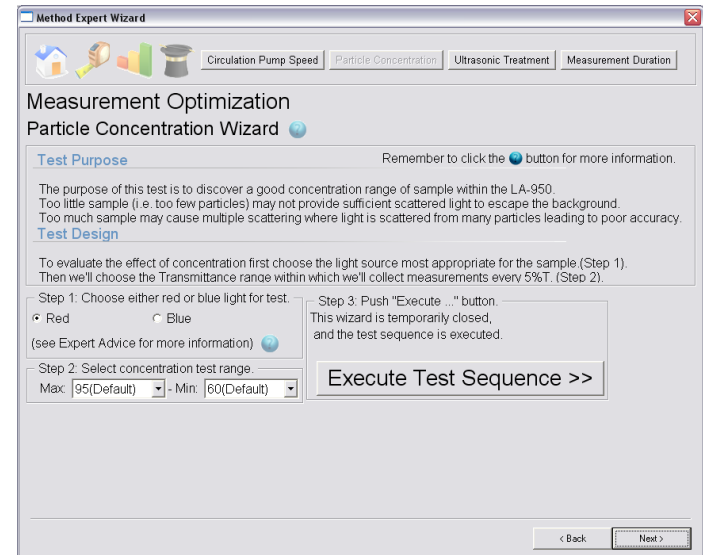 Method Expert Wizard
Circulation Pump Speed
Particle Concentration
Ultrasonic Treatment
Measurement Duration
Measurement Optimization
Particle Concentration Wizard
Test Purpose
Remember to click the button for more information.
The purpose of this test is to discover a good concentration range of sample within the LA-950.
Too little sample (i.e. too few particles) may not provide sufficient scattered light to escape the background.
Too much sample may cause multiple scattering where light is scattered from many particles leading to poor accuracy.
Test Design
To evaluate the effect of concentration first choose the light source most appropriate for the sample.(Step 1).
Then we'll choose the Transmittance range within which we'll collect measurements every 5%T. (Step 2).
Step 1: Choose either red or blue light for test.
Red
Blue
(see Expert Advice for more information)
Step 2: Select concentration test range.
Max: 95(Default) - Min: 60(Default)
Step 3: Push "Execute ..." button.
This wizard is temporarily closed,
and the test sequence is executed.
Execute Test Sequence >>
< Back
Next >